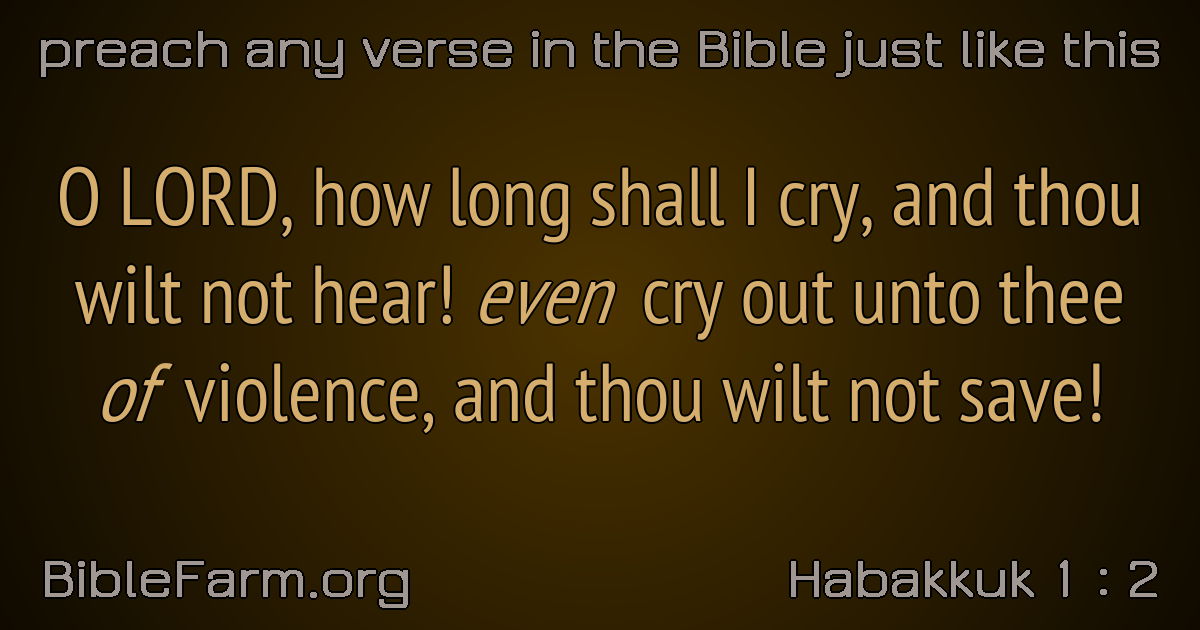 preach any verse in the Bible just like this
O LORD, how long shall I cry, and thou
wilt not hear! even cry out unto thee
of violence, and thou wilt not save!
BibleFarm.org
Habakkuk 1 : 2